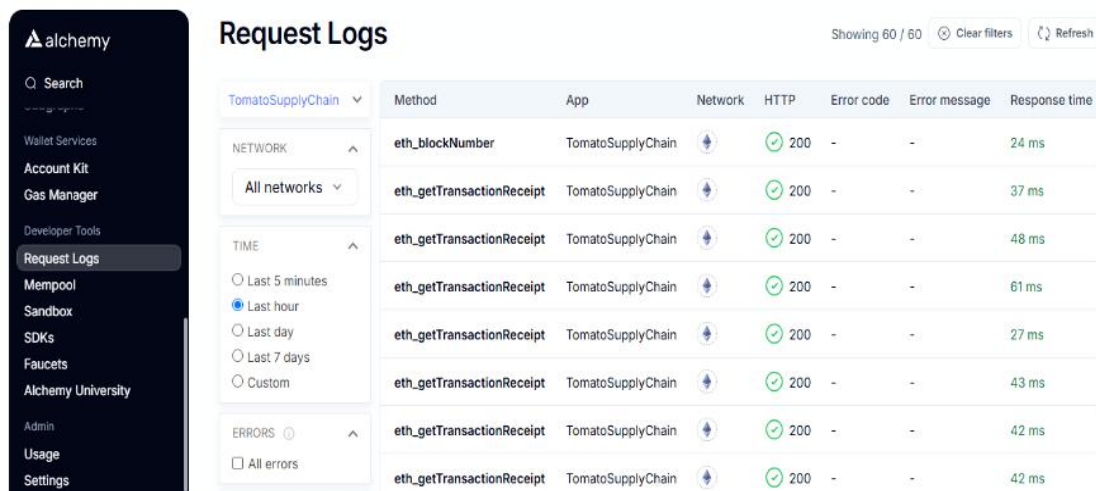 alchemy
Search
Wallet Services
Account Kit
Gas Manager
Developer Tools
Request Logs
Mempool
Sandbox
SDKs
Faucets
Alchemy University
Admin
Usage
Settings
Request Logs
Showing 60 / 60 Clear filters Refresh
TomatoSupplyChain
NETWORK
All networks
TIME
Last 5 minutes
Last hour
Last day
Last 7 days
Custom
ERRORS
All errors
Method App Network HTTP Error code Error message Response time
eth_blockNumber TomatoSupplyChain 200 - - 24 ms
eth_getTransactionReceipt TomatoSupplyChain 200 - - 37 ms
eth_getTransactionReceipt TomatoSupplyChain 200 - - 48 ms
eth_getTransactionReceipt TomatoSupplyChain 200 - - 61 ms
eth_getTransactionReceipt TomatoSupplyChain 200 - - 27 ms
eth_getTransactionReceipt TomatoSupplyChain 200 - - 43 ms
eth_getTransactionReceipt TomatoSupplyChain 200 - - 42 ms
eth_getTransactionReceipt TomatoSupplyChain 200 - - 42 ms